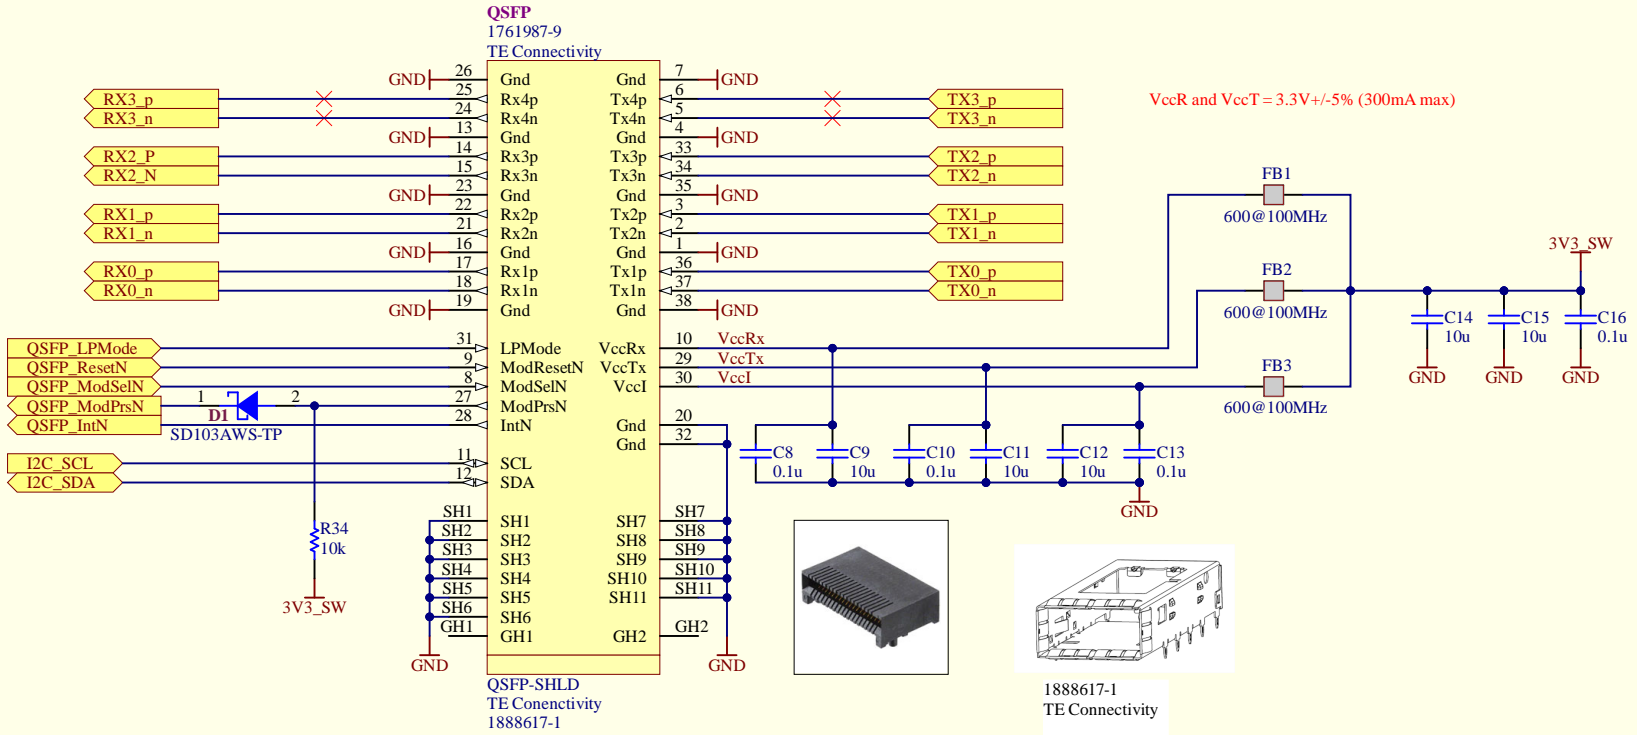 QSFP
1761987-9
TE Connectivity
GND 26 Gnd Gnd 7 GND
RX3_p 25 Rx4p Tx4p 6 TX3_p
RX3_n 24 Rx4n Tx4n 5 TX3_n
GND 13 Gnd Gnd 4 GND
RX2_P 14 Rx3p Tx3p 33 TX2_p
RX2_N 15 Rx3n Tx3n 34 TX2_n
GND 23 Gnd Gnd 35 GND
RX1_p 22 Rx2p Tx2p 3 TX1_p
RX1_n 21 Rx2n Tx2n 2 TX1_n
GND 16 Gnd Gnd 1 GND
RX0_p 17 Rx1p Tx1p 36 TX0_p
RX0_n 18 Rx1n Tx1n 37 TX0_n
GND 19 Gnd Gnd 38 GND
QSFP_LPMode 31 LPMode VccRx 10 VccRx
QSFP_ResetN 9 ModResetN VccTx 29 VccTx
QSFP_ModSelN 8 ModSelN VccI 30 VccI
QSFP_ModPrsN 1 2 27 ModPrsN
D1
SD103AWS-TP
QSFP_IntN 28 IntN Gnd 20
Gnd 32
I2C_SCL 11 SCL
I2C_SDA 12 SDA
R34
10k
3V3_SW
SH1 SH1 SH7 SH7
SH2 SH2 SH8 SH8
SH3 SH3 SH9 SH9
SH4 SH4 SH10 SH10
SH5 SH5 SH11 SH11
SH6 SH6
GH1 GH1 GH2 GH2
GND GND
QSFP-SHLD
TE Conenctivity
1888617-1
VccR and VccT = 3.3V+/-5% (300mA max)
FB1
600@100MHz
FB2
600@100MHz
FB3
600@100MHz
3V3_SW
C14
10u
GND
C15
10u
GND
C16
0.1u
GND
C8
0.1u
C9
10u
C10
0.1u
C11
10u
C12
10u
C13
0.1u
GND
1888617-1
TE Connectivity